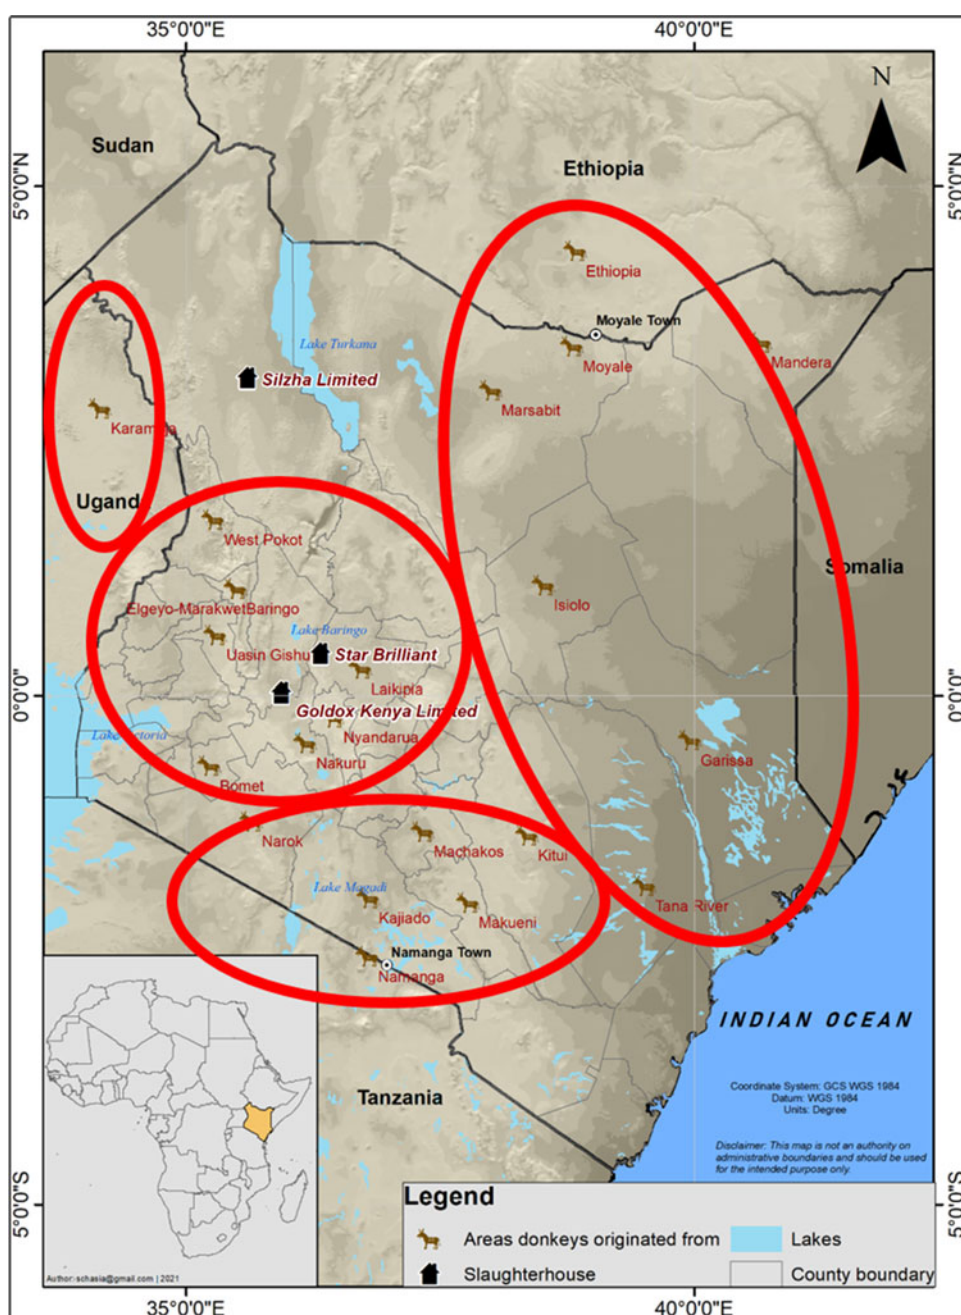 35°0'0"E
40°0'0"E
N
Sudan
Ethiopia
5°0'0"N
5°0'0"N
Ethiopia
Moyale Town
Lake Turkana
Moyale
Mandera
Silzha Limited
Marsabit
Karamoja
Ugand
West Pokot
Somalia
Isiolo
Elgeyo-MarakwetBaringo
Lake Baringo
Uasin Gishu
Star Brilliant
Laikipia
0°0'0"
0°0'0"
Goldox Kenya Limited
Lake Victoria
Nyandarua
Nakuru
Garissa
Bomet
Narok
Machakos
Kitui
Lake Magadi
Kajiado
Makueni
Tana River
Namanga Town
Namanga
INDIAN OCEAN
Tanzania
Coordinate System: GCS WGS 1984
Datum: WGS 1984
Units: Degree
Disclaimer: This map is not an authority on
administrative boundaries and should be used
for the intended purpose only.
5°0'0"S
5°0'0"S
Legend
Areas donkeys originated from
Lakes
Slaughterhouse
County boundary
Author: schasia@gmail.com | 2021
35°0'0"E
40°0'0"E